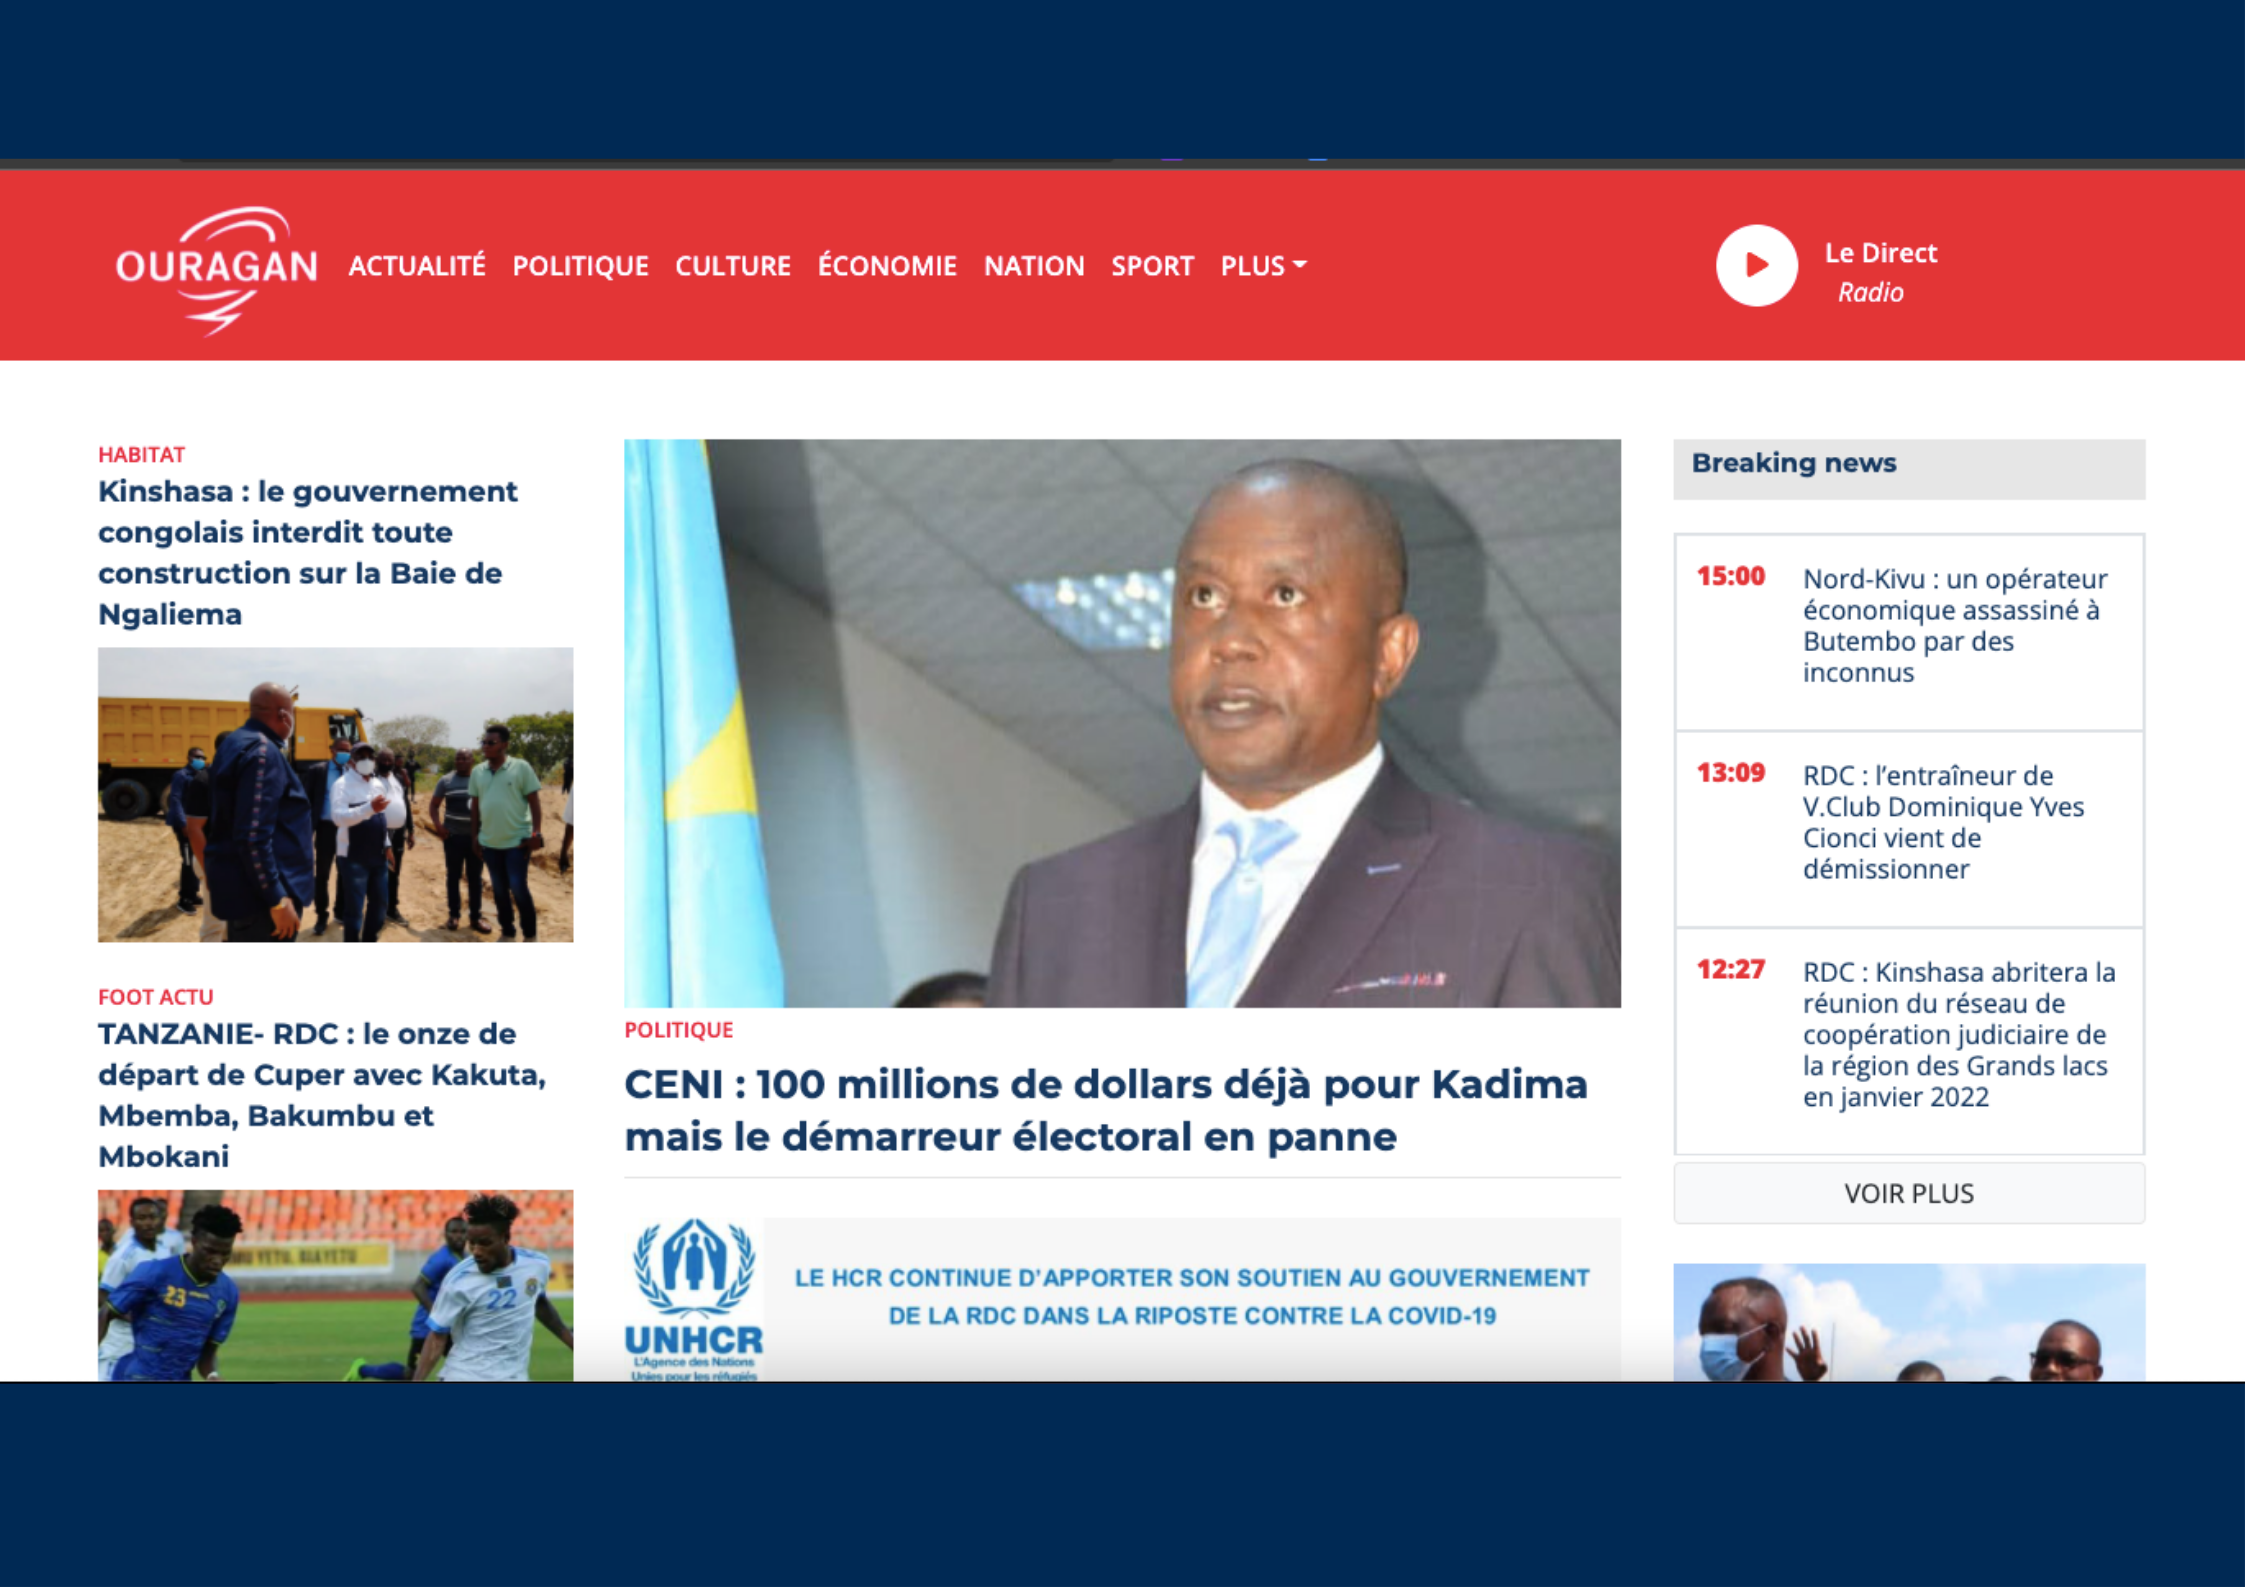 OURAGAN
ACTUALITÉ POLITIQUE CULTURE ÉCONOMIE NATION SPORT PLUS
Le Direct
Radio
HABITAT
Kinshasa : le gouvernement
congolais interdit toute
construction sur la Baie de
Ngaliema
FOOT ACTU
TANZANIE- RDC : le onze de
départ de Cuper avec Kakuta,
Mbemba, Bakumbu et
Mbokani
23
22
POLITIQUE
CENI : 100 millions de dollars déjà pour Kadima
mais le démarreur électoral en panne
UNHCR
L'Agence des Nations
Unies pour les réfugiés
LE HCR CONTINUE D'APPORTER SON SOUTIEN AU GOUVERNEMENT
DE LA RDC DANS LA RIPOSTE CONTRE LA COVID-19
Breaking news
15:00
Nord-Kivu : un opérateur
économique assassiné à
Butembo par des
inconnus
13:09
RDC : l'entraîneur de
V.Club Dominique Yves
Cionci vient de
démissionner
12:27
RDC : Kinshasa abritera la
réunion du réseau de
coopération judiciaire de
la région des Grands lacs
en janvier 2022
VOIR PLUS